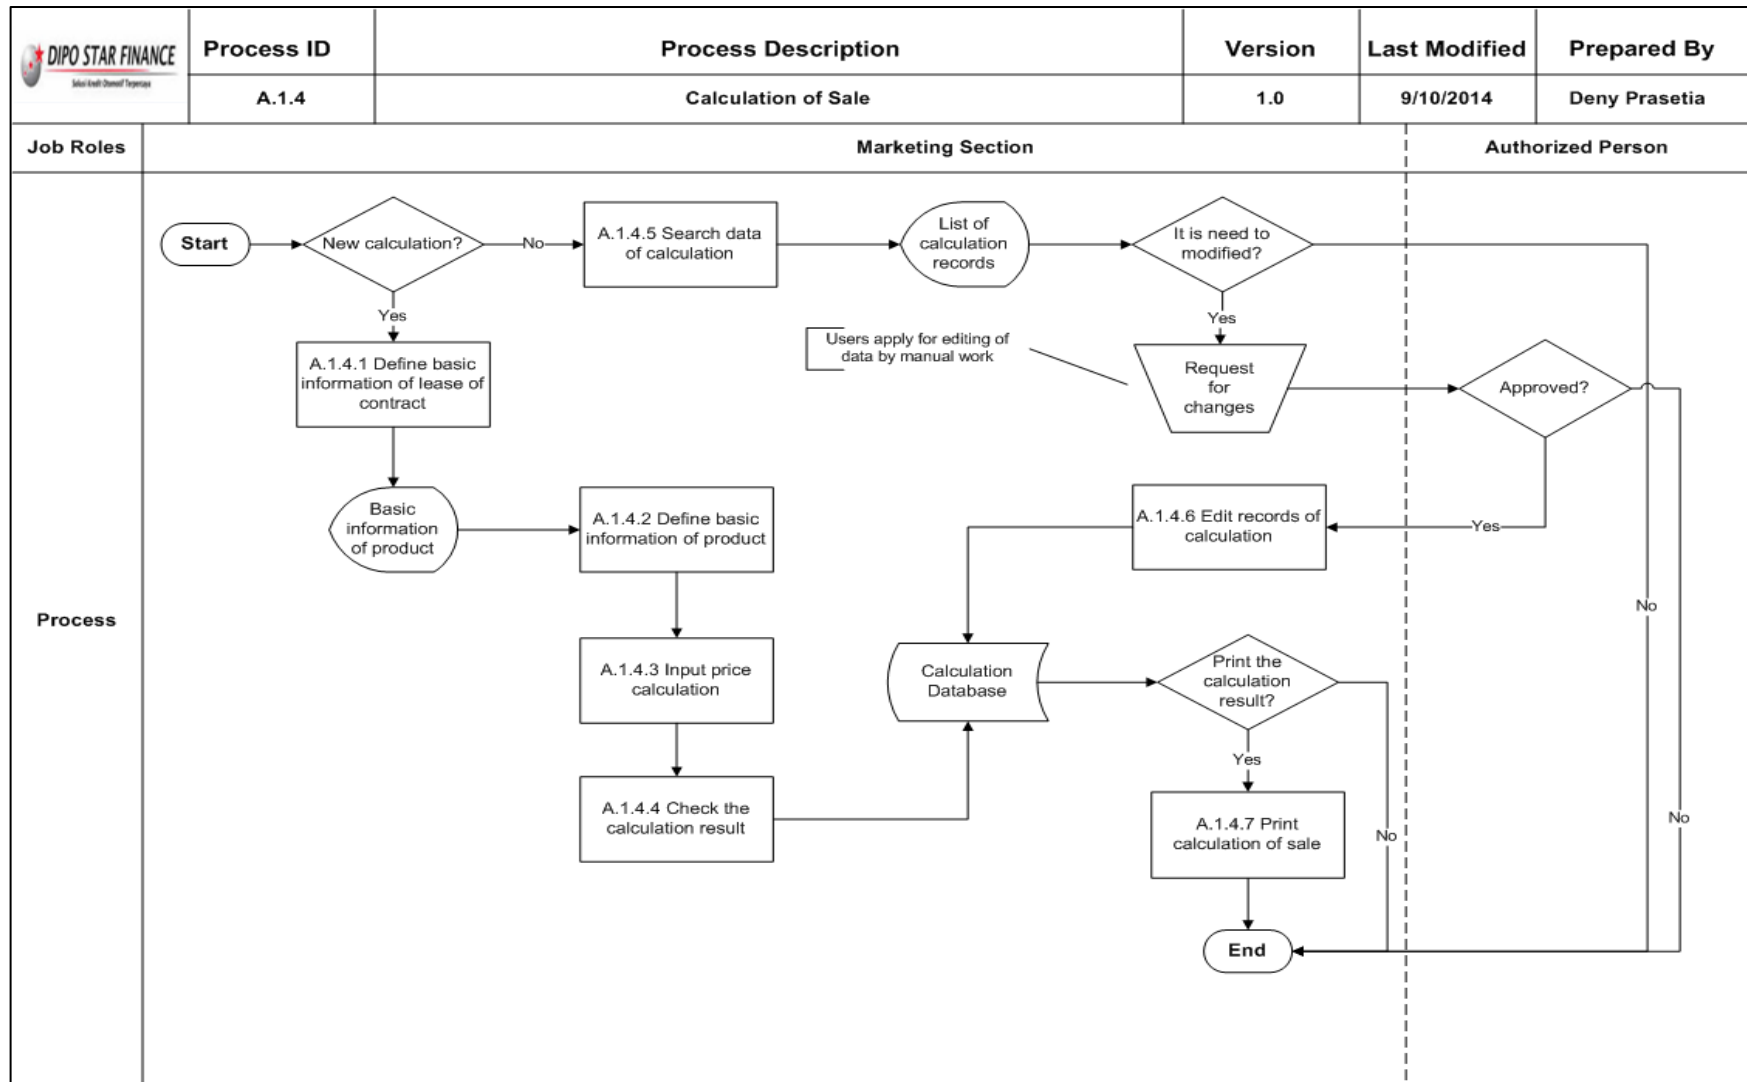 DIPO STAR FINANCE
Solusi Kredit Otomotif Terpercaya
Process ID
Process Description
Version
Last Modified
Prepared By
A.1.4
Calculation of Sale
1.0
9/10/2014
Deny Prasetia
Job Roles
Marketing Section
Authorized Person
Process
Start
New calculation?
No
A.1.4.5 Search data
of calculation
List of
calculation
records
It is need to
modified?
Yes
A.1.4.1 Define basic
information of lease of
contract
Users apply for editing of
data by manual work
Yes
Request
for
changes
Approved?
Basic
information
of product
A.1.4.2 Define basic
information of product
A.1.4.6 Edit records of
calculation
Yes
No
A.1.4.3 Input price
calculation
Calculation
Database
Print the
calculation
result?
Yes
No
A.1.4.4 Check the
calculation result
A.1.4.7 Print
calculation of sale
No
End